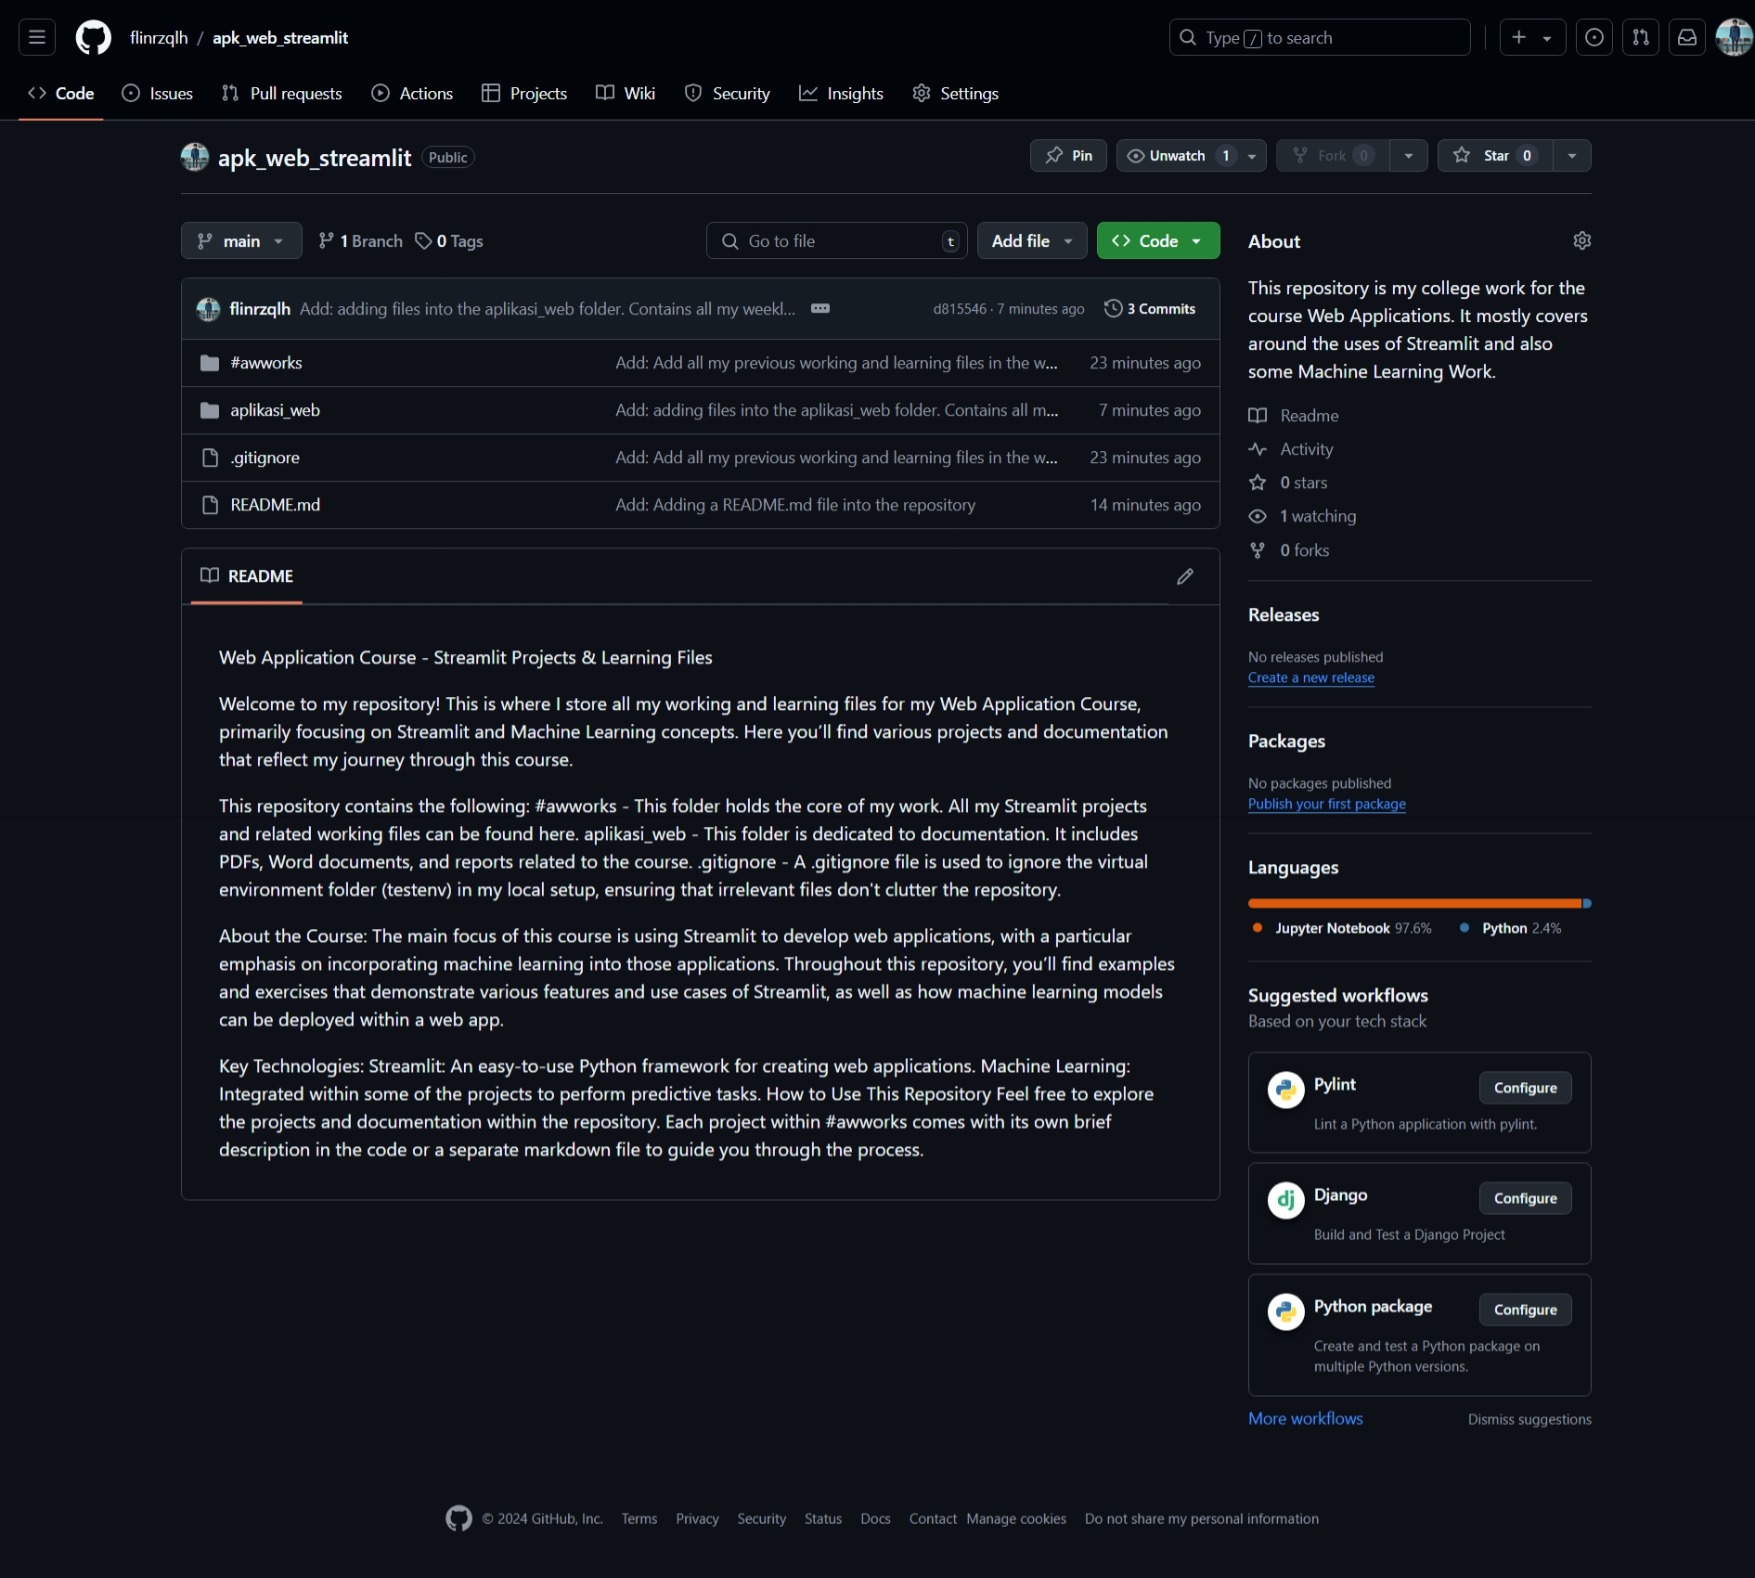 flinrzqlh / apk_web_streamlit
Type / to search
Code Issues Pull requests Actions Projects Wiki Security Insights Settings
apk_web_streamlit Public
Pin Unwatch 1 Fork 0 Star 0
main 1 Branch 0 Tags
Go to file t Add file Code
flinrzqlh Add: adding files into the aplikasi_web folder. Contains all my weekl... d815546 · 7 minutes ago 3 Commits
#awworks Add: Add all my previous working and learning files in the w... 23 minutes ago
aplikasi_web Add: adding files into the aplikasi_web folder. Contains all m... 7 minutes ago
.gitignore Add: Add all my previous working and learning files in the w... 23 minutes ago
README.md Add: Adding a README.md file into the repository 14 minutes ago
README
Web Application Course - Streamlit Projects & Learning Files
Welcome to my repository! This is where I store all my working and learning files for my Web Application Course,
primarily focusing on Streamlit and Machine Learning concepts. Here you’ll find various projects and documentation
that reflect my journey through this course.
This repository contains the following: #awworks - This folder holds the core of my work. All my Streamlit projects
and related working files can be found here. aplikasi_web - This folder is dedicated to documentation. It includes
PDFs, Word documents, and reports related to the course. .gitignore - A .gitignore file is used to ignore the virtual
environment folder (testenv) in my local setup, ensuring that irrelevant files don't clutter the repository.
About the Course: The main focus of this course is using Streamlit to develop web applications, with a particular
emphasis on incorporating machine learning into those applications. Throughout this repository, you’ll find examples
and exercises that demonstrate various features and use cases of Streamlit, as well as how machine learning models
can be deployed within a web app.
Key Technologies: Streamlit: An easy-to-use Python framework for creating web applications. Machine Learning:
Integrated within some of the projects to perform predictive tasks. How to Use This Repository Feel free to explore
the projects and documentation within the repository. Each project within #awworks comes with its own brief
description in the code or a separate markdown file to guide you through the process.
About
This repository is my college work for the
course Web Applications. It mostly covers
around the uses of Streamlit and also
some Machine Learning Work.
Readme
Activity
0 stars
1 watching
0 forks
Releases
No releases published
Create a new release
Packages
No packages published
Publish your first package
Languages
Jupyter Notebook 97.6% Python 2.4%
Suggested workflows
Based on your tech stack
Pylint Configure
Lint a Python application with pylint.
dj Django Configure
Build and Test a Django Project
Python package Configure
Create and test a Python package on
multiple Python versions.
More workflows Dismiss suggestions
© 2024 GitHub, Inc. Terms Privacy Security Status Docs Contact Manage cookies Do not share my personal information